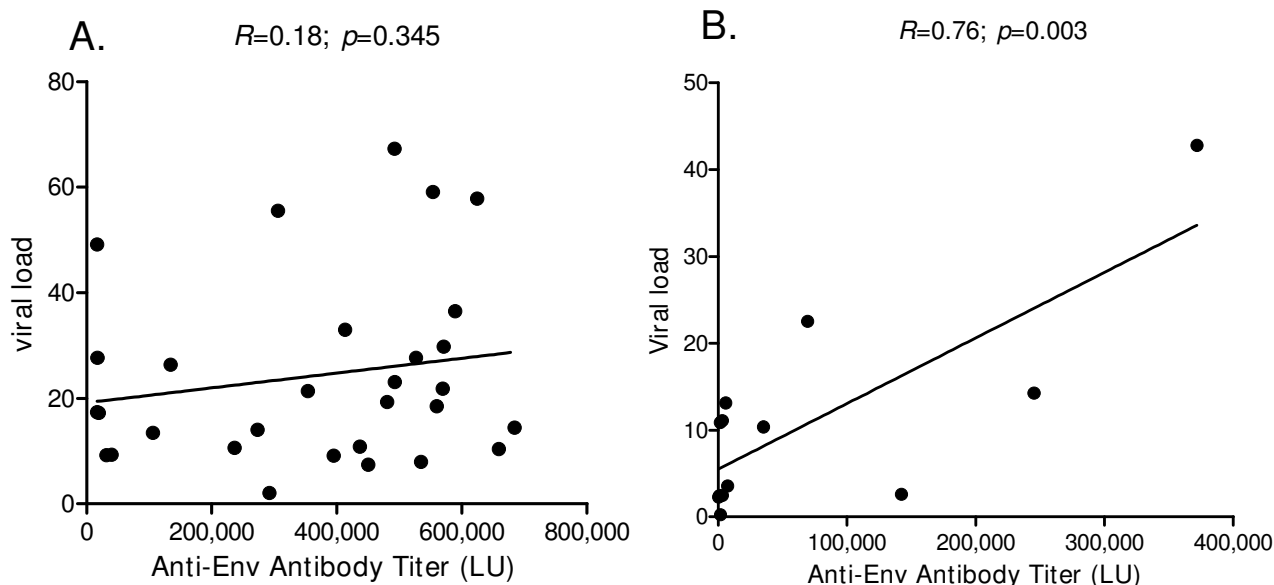 A.
R=0.18; p=0.345
80
60
40
20
0
viral load
0 200,000 400,000 600,000 800,000
Anti-Env Antibody Titer (LU)
B.
R=0.76; p=0.003
50
40
30
20
10
0
Viral load
0 100,000 200,000 300,000 400,000
Anti-Env Antibody Titer (LU)